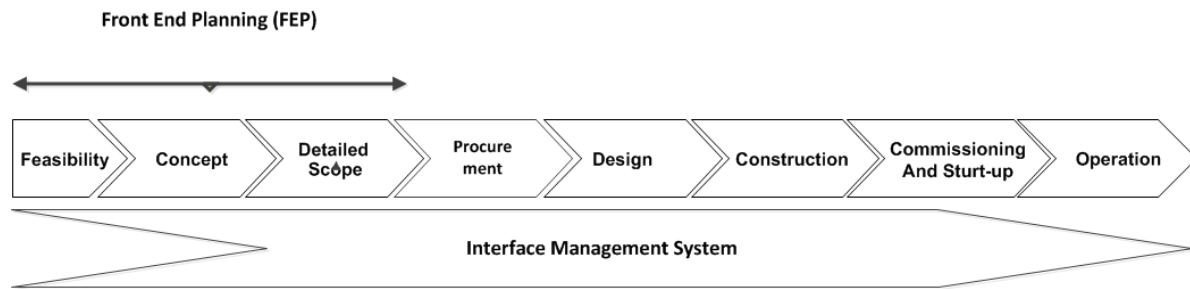 Front End Planning (FEP)
Feasibility
Concept
Detailed
Scope
Procure
ment
Design
Construction
Commissioning
And Sturt-up
Operation
Interface Management System